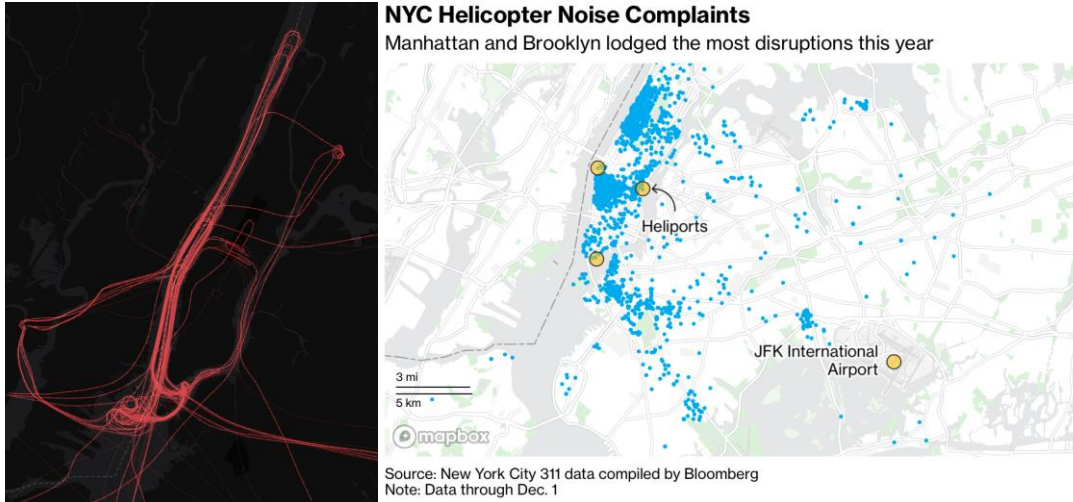 NYC Helicopter Noise Complaints
Manhattan and Brooklyn lodged the most disruptions this year
Heliports
JFK International
Airport
3 mi
5 km
mapbox
Source: New York City 311 data compiled by Bloomberg
Note: Data through Dec. 1